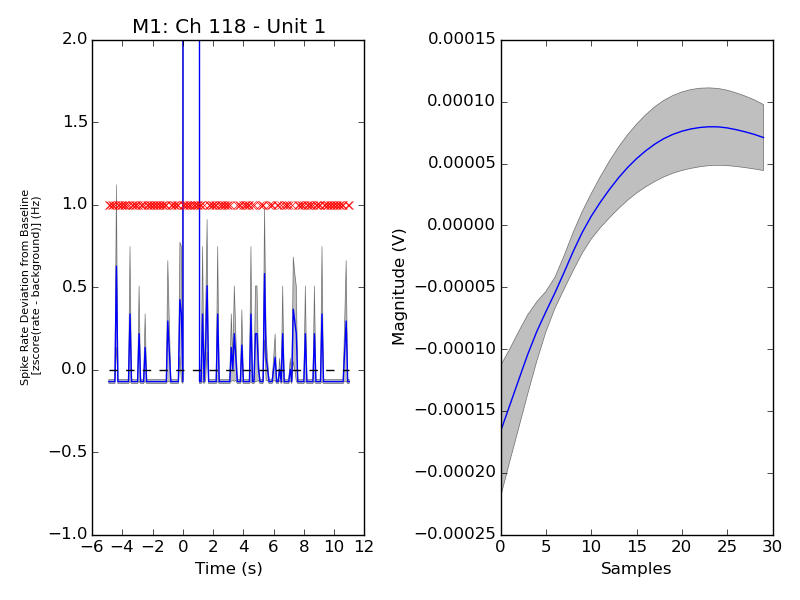 M1: Ch 118 - Unit 1
2.0
1.5
1.0
0.5
0.0
−0.5
−1.0
−6 −4 −2 0 2 4 6 8 10 12
Time (s)
Spike Rate Deviation from Baseline
[zscore(rate - background)] (Hz)
0.00015
0.00010
0.00005
0.00000
−0.00005
−0.00010
−0.00015
−0.00020
−0.00025
0 5 10 15 20 25 30
Samples
Magnitude (V)